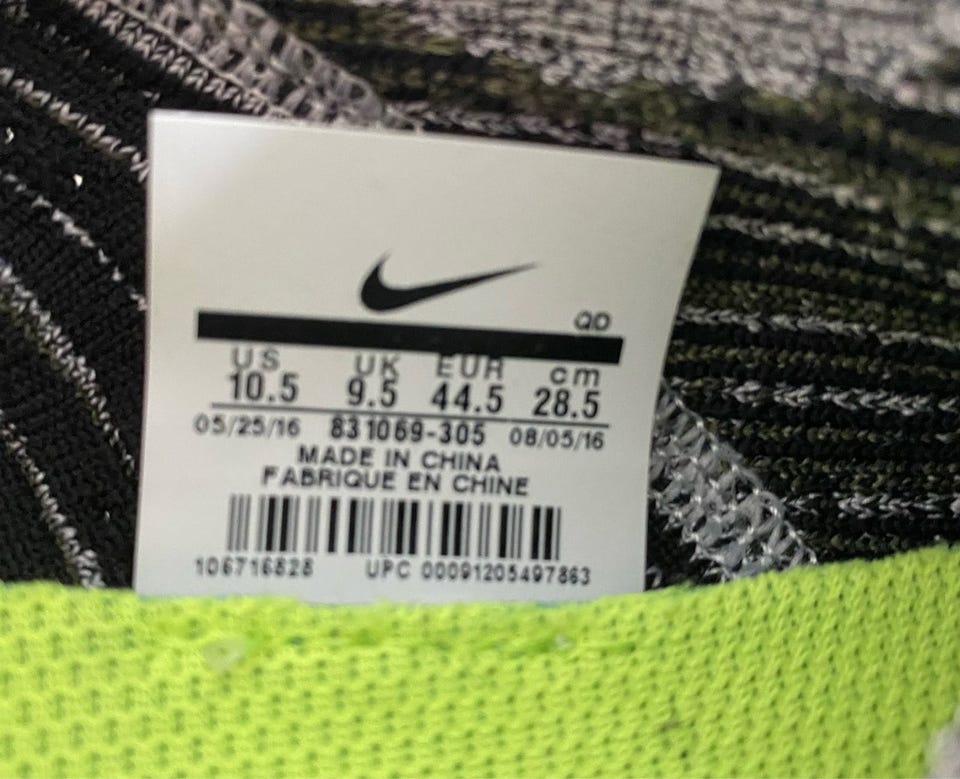 QD
US UK EUR cm
10.5 9.5 44.5 28.5
05/25/16 831069-305 08/05/16
MADE IN CHINA
FABRIQUE EN CHINE
106716828 UPC 00091205497863